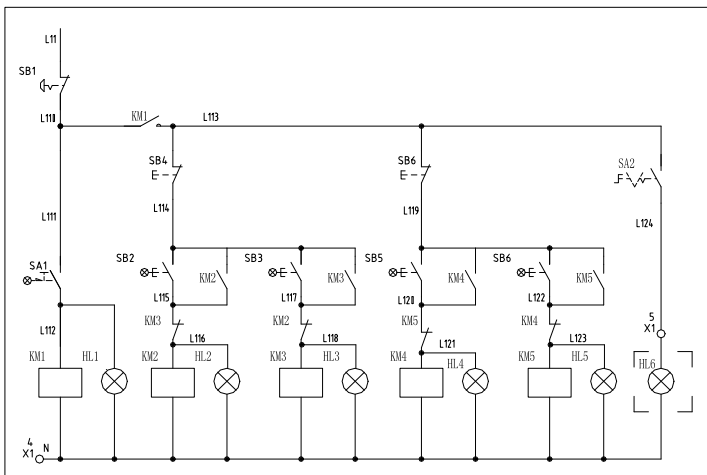 L11
SB1
L110
KM1
L113
SB4
SB6
SA2
L114
L119
L111
L124
SA1
SB2
KM2
SB3
KM3
SB5
KM4
SB6
KM5
L115
L117
L120
L122
L112
KM3
L116
KM2
L118
KM5
L121
KM4
L123
5
X1
KM1
HL1
KM2
HL2
KM3
HL3
KM4
HL4
KM5
HL5
HL6
4
X1
N